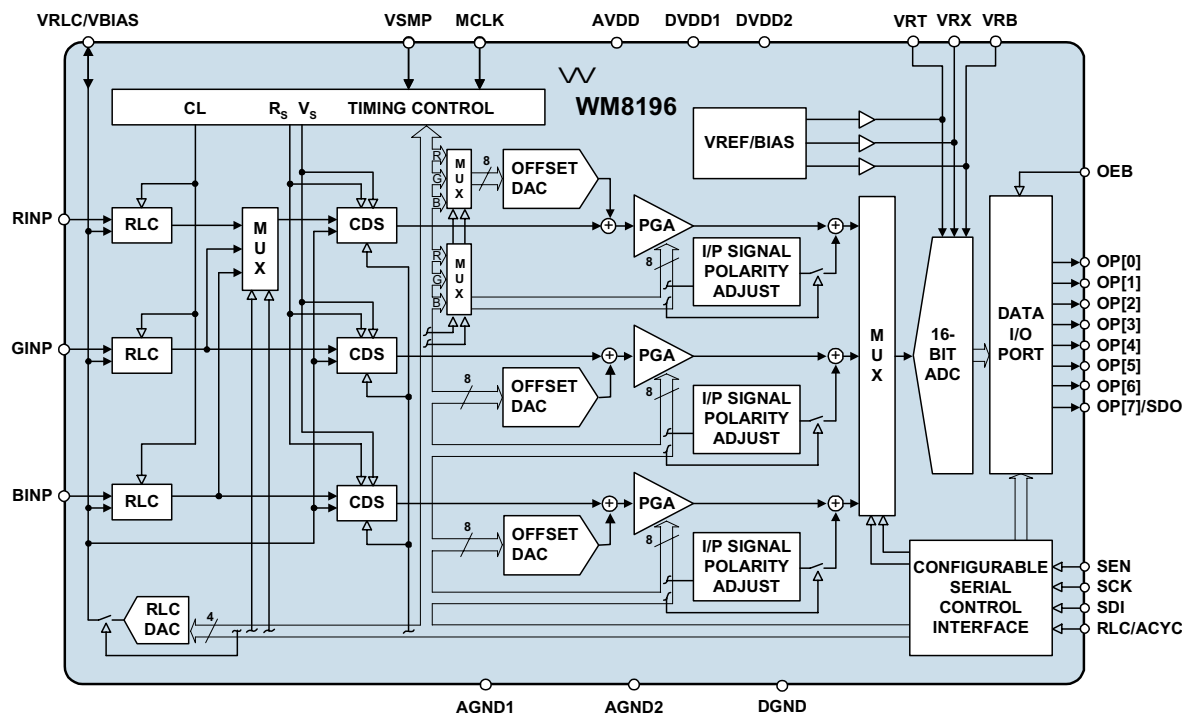 VRLC/VBIAS VSMP MCLK AVDD DVDD1 DVDD2 VRT VRX VRB
CL RS VS TIMING CONTROL
WM8196
VREF/BIAS
R
G
B
MUX
8
OFFSET
DAC
OEB
RINP
RLC
MUX
CDS
+
PGA
8
I/P SIGNAL
POLARITY
ADJUST
+
R
G
B
MUX
MUX
16-
BIT
ADC
DATA
I/O
PORT
OP[0]
OP[1]
OP[2]
OP[3]
OP[4]
OP[5]
OP[6]
OP[7]/SDO
GINP
RLC
CDS
+
PGA
8
OFFSET
DAC
8
I/P SIGNAL
POLARITY
ADJUST
+
BINP
RLC
CDS
+
PGA
8
OFFSET
DAC
8
I/P SIGNAL
POLARITY
ADJUST
+
CONFIGURABLE
SERIAL
CONTROL
INTERFACE
SEN
SCK
SDI
RLC/ACYC
RLC
DAC
4
AGND1 AGND2 DGND